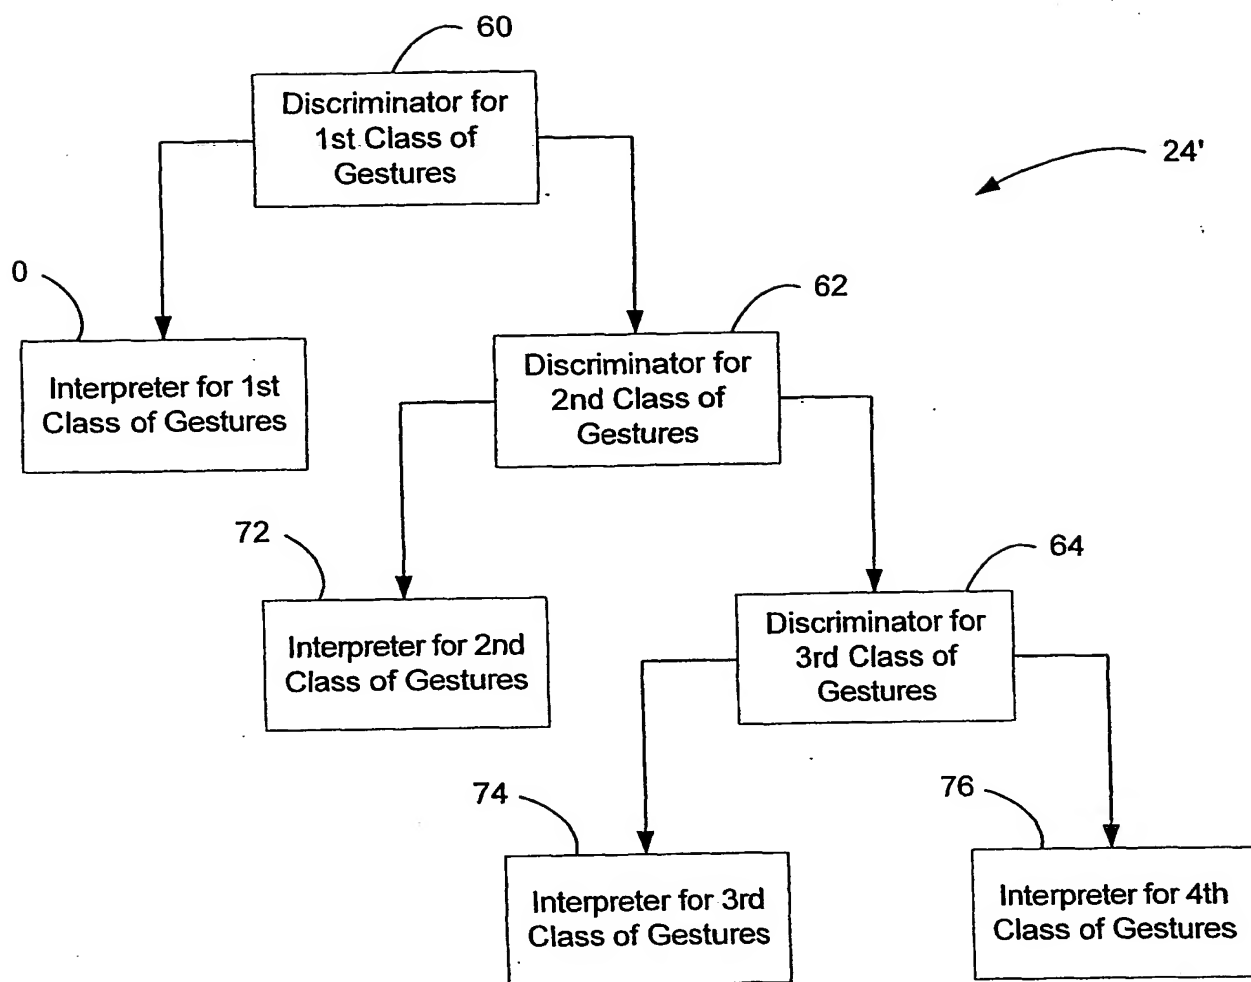 60
Discriminator for
1st Class of
Gestures
24'
0
Interpreter for 1st
Class of Gestures
62
Discriminator for
2nd Class of
Gestures
72
Interpreter for 2nd
Class of Gestures
64
Discriminator for
3rd Class of
Gestures
74
Interpreter for 3rd
Class of Gestures
76
Interpreter for 4th
Class of Gestures